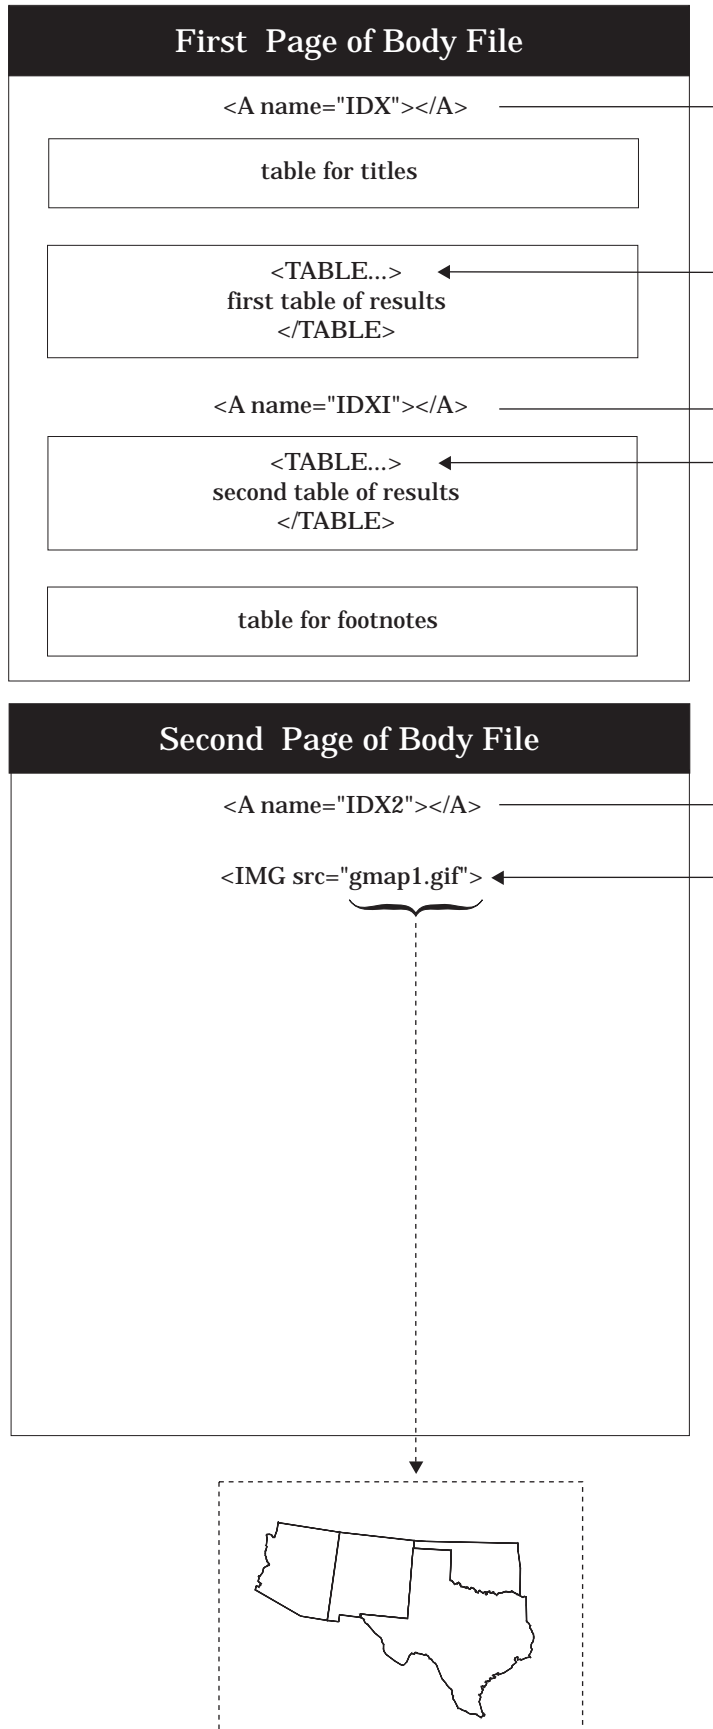 First Page of Body File
<A name="IDX"></A>
table for titles
<TABLE...>
first table of results
</TABLE>
<A name="IDXI"></A>
<TABLE...>
second table of results
</TABLE>
table for footnotes
Second Page of Body File
<A name="IDX2"></A>
<IMG src="gmap1.gif">